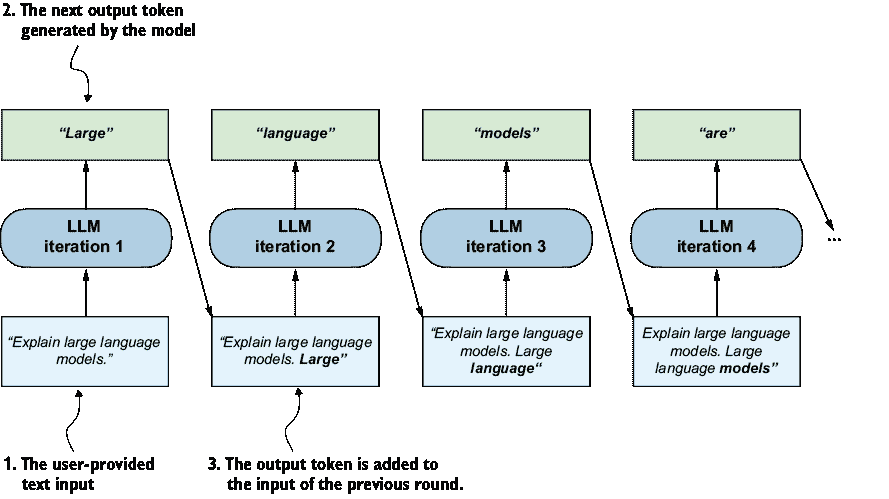 2. The next output token
generated by the model
“Large”
“language”
“models”
“are”
LLM
iteration 1
LLM
iteration 2
LLM
iteration 3
LLM
iteration 4
...
“Explain large language
models.”
“Explain large language
models. Large”
“Explain large language
models. Large
language“
Explain large language
models. Large
language models”
1. The user-provided
text input
3. The output token is added to
the input of the previous round.